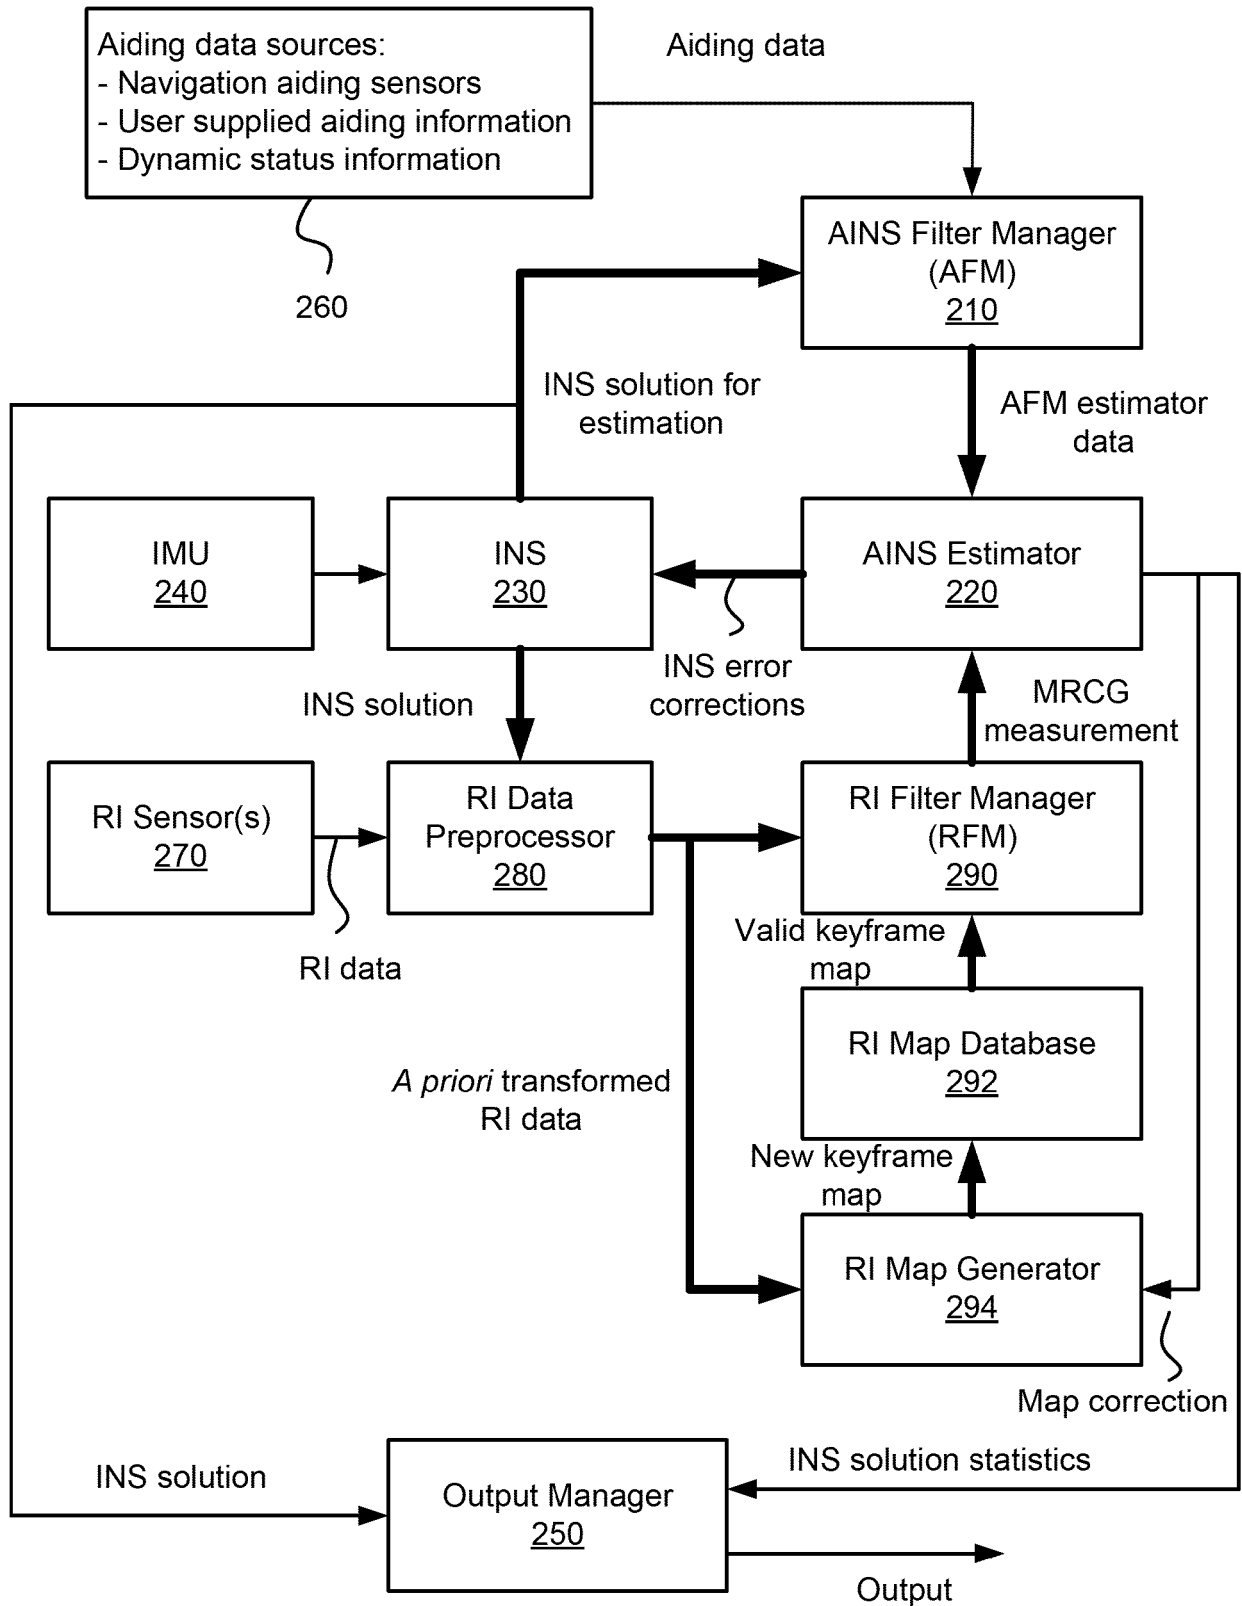 Aiding data sources:
- Navigation aiding sensors
- User supplied aiding information
- Dynamic status information
Aiding data
260
AINS Filter Manager
(AFM)
210
INS solution for
estimation
AFM estimator
data
IMU
240
INS
230
AINS Estimator
220
INS error
corrections
INS solution
MRCG
measurement
RI Sensor(s)
270
RI Data
Preprocessor
280
RI Filter Manager
(RFM)
290
RI data
Valid keyframe
map
RI Map Database
292
A priori transformed
RI data
New keyframe
map
RI Map Generator
294
Map correction
INS solution
INS solution statistics
Output Manager
250
Output